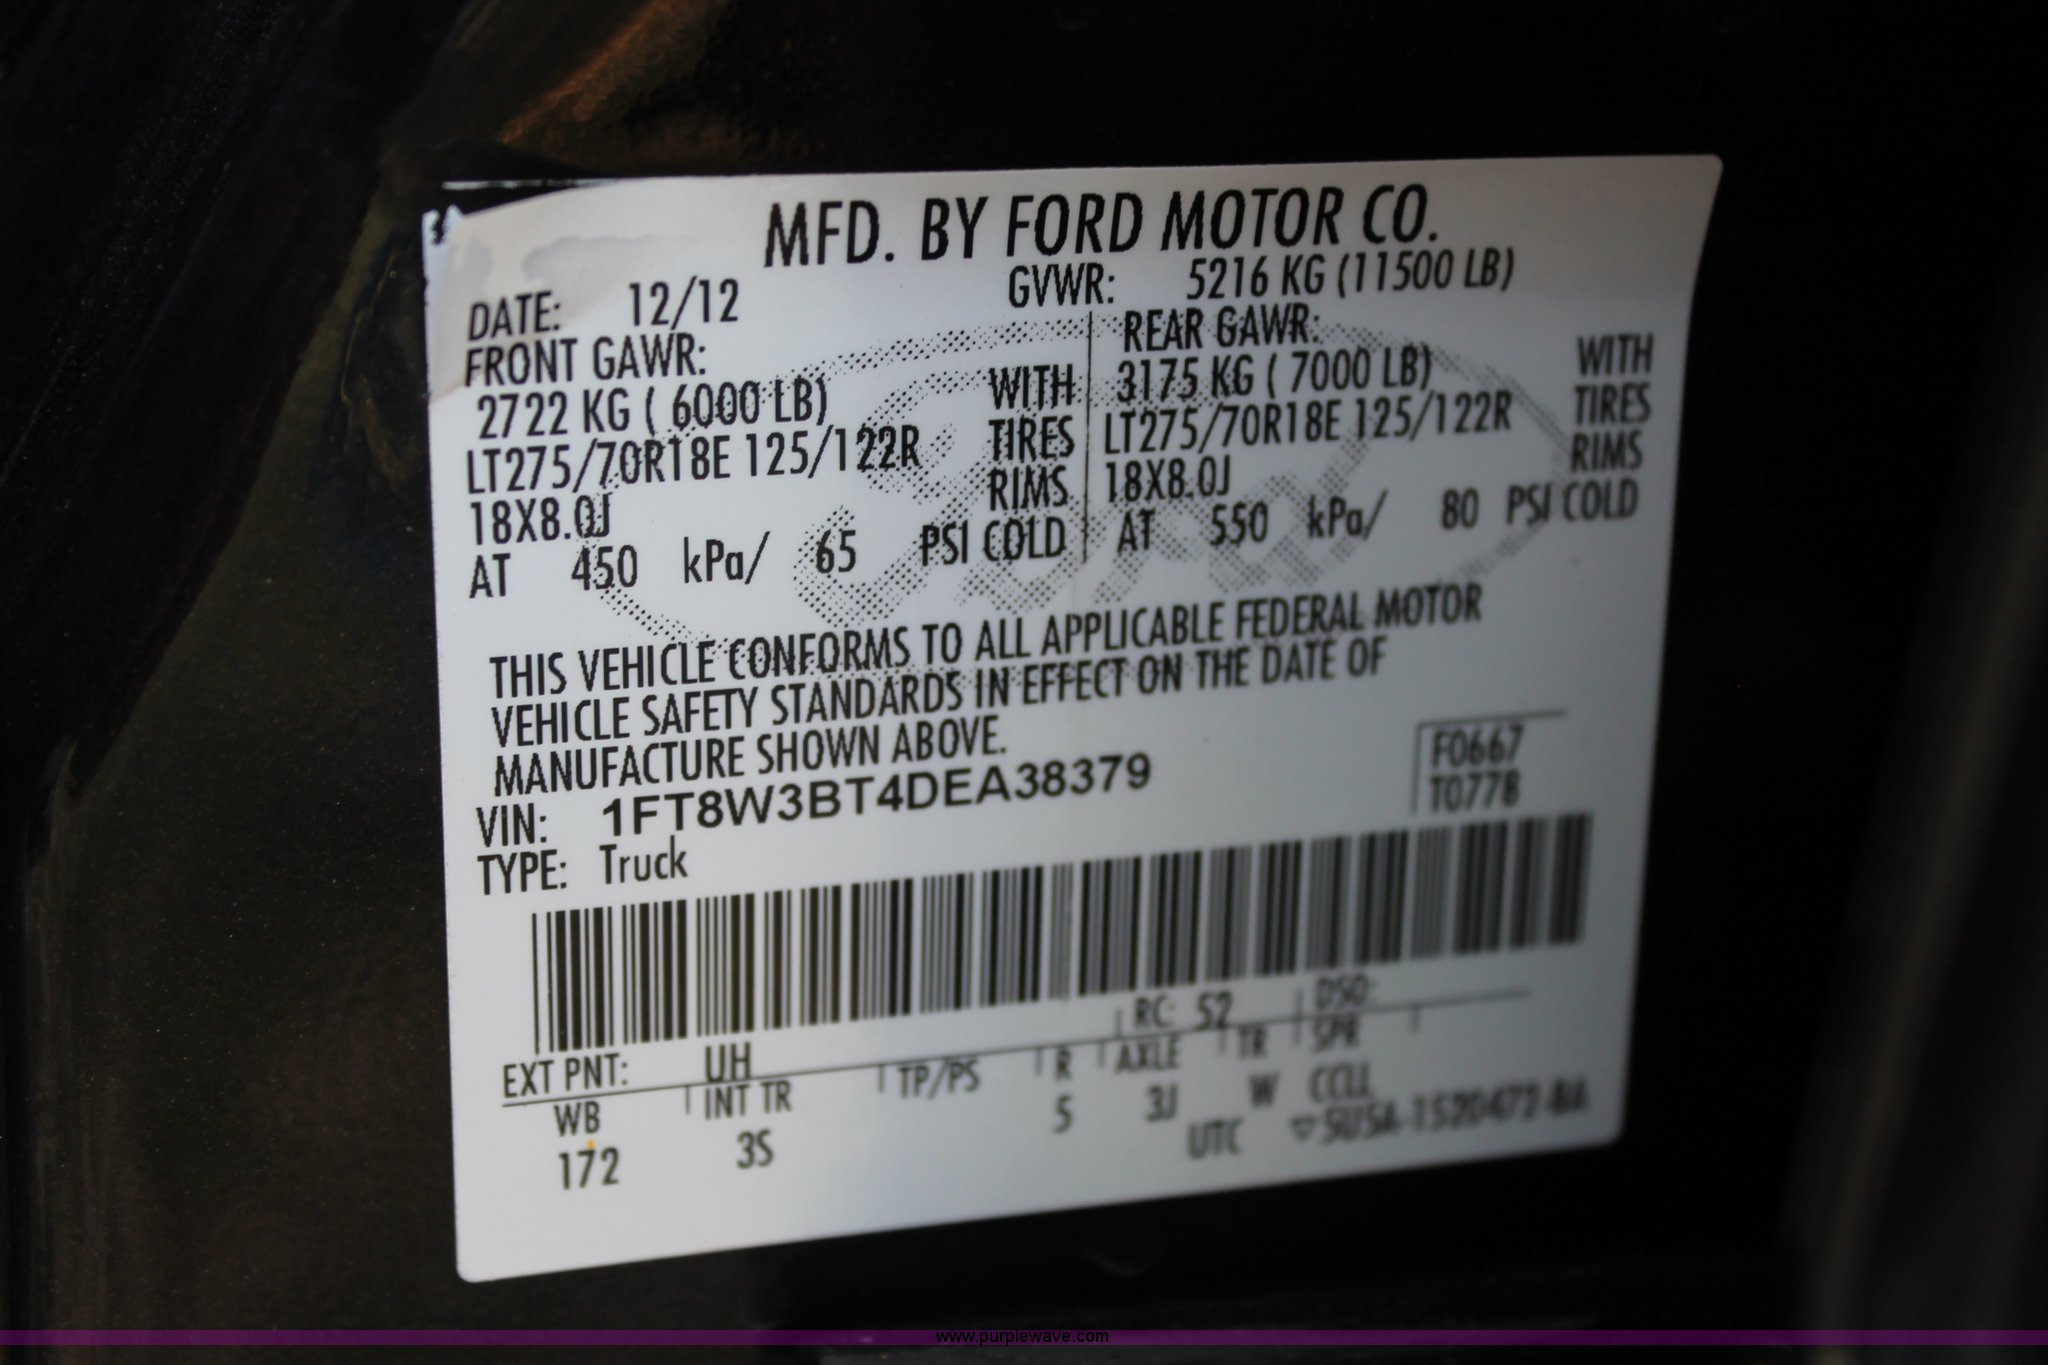 MFD. BY FORD MOTOR CO.
DATE: 12/12 GVWR: 5216 KG (11500 LB)
FRONT GAWR: REAR GAWR:
2722 KG ( 6000 LB) WITH 3175 KG ( 7000 LB) WITH
LT275/70R18E 125/122R TIRES LT275/70R18E 125/122R TIRES
18X8.0J RIMS 18X8.0J RIMS
AT 450 kPa/ 65 PSI COLD AT 550 kPa/ 80 PSI COLD
THIS VEHICLE CONFORMS TO ALL APPLICABLE FEDERAL MOTOR
VEHICLE SAFETY STANDARDS IN EFFECT ON THE DATE OF
MANUFACTURE SHOWN ABOVE.
VIN: 1FT8W3BT4DEA38379
F0667
T0778
TYPE: Truck
EXT PNT: UH RC: 52 DSO:
WB INT TR TP/PS R AXLE TR SPR
172 3S 5 3J W CCLL
UTC ▽5U5A-1520472-BA
www.purplewave.com